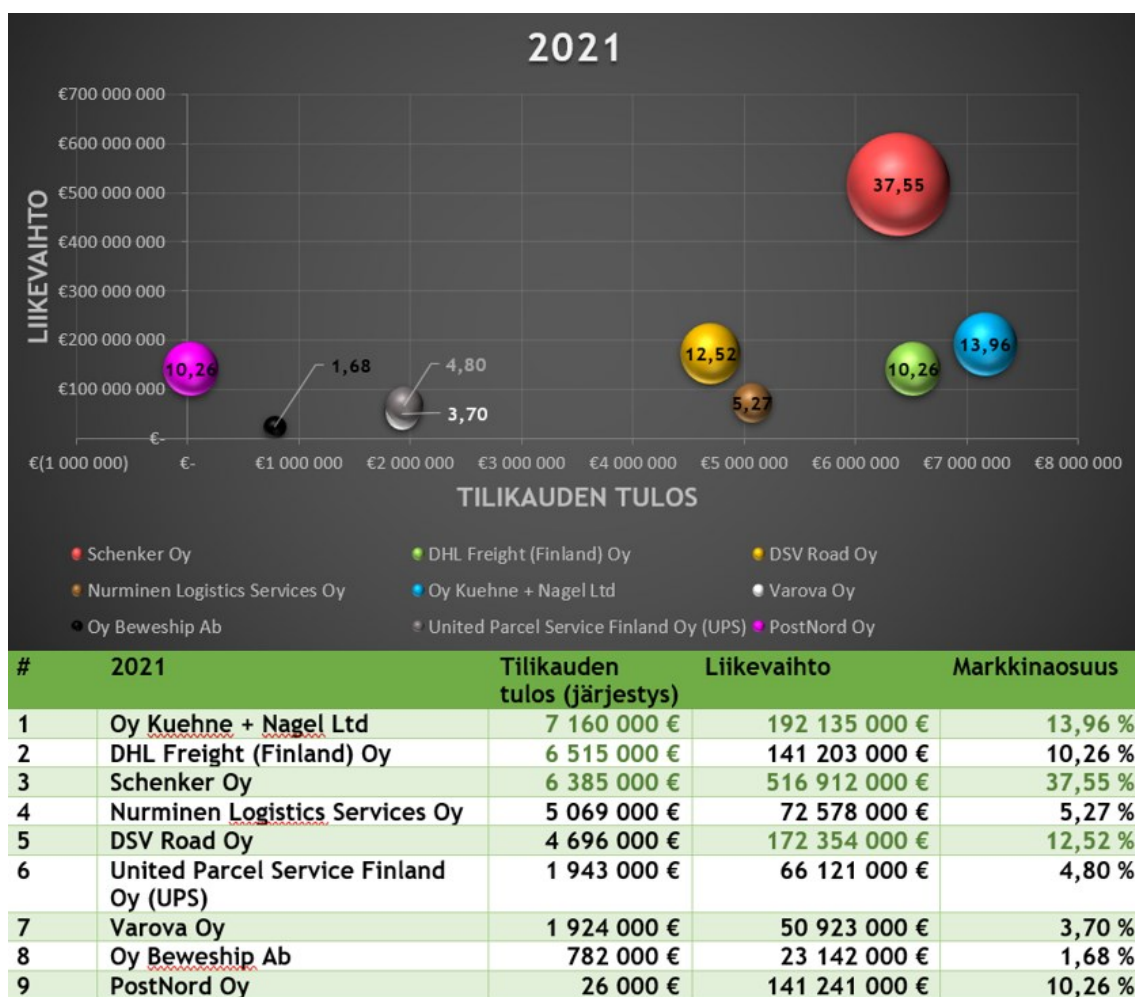 2021
€700 000 000
€600 000 000
€500 000 000
€400 000 000
€300 000 000
€200 000 000
€100 000 000
€-
LIIKEVAIHTO
37,55
13,96
12,52
10,26
10,26
5,27
1,68
4,80
3,70
€(1 000 000) €- €1 000 000 €2 000 000 €3 000 000 €4 000 000 €5 000 000 €6 000 000 €7 000 000 €8 000 000
TILIKAUDEN TULOS
Schenker Oy DHL Freight (Finland) Oy DSV Road Oy
Nurminen Logistics Services Oy Oy Kuehne + Nagel Ltd Varova Oy
Oy Beweship Ab United Parcel Service Finland Oy (UPS) PostNord Oy
# 2021 Tilikauden Liikevaihto Markkinaosuus
tulos (järjestys)
1 Oy Kuehne + Nagel Ltd 7 160 000 € 192 135 000 € 13,96 %
2 DHL Freight (Finland) Oy 6 515 000 € 141 203 000 € 10,26 %
3 Schenker Oy 6 385 000 € 516 912 000 € 37,55 %
4 Nurminen Logistics Services Oy 5 069 000 € 72 578 000 € 5,27 %
5 DSV Road Oy 4 696 000 € 172 354 000 € 12,52 %
6 United Parcel Service Finland 1 943 000 € 66 121 000 € 4,80 %
Oy (UPS)
7 Varova Oy 1 924 000 € 50 923 000 € 3,70 %
8 Oy Beweship Ab 782 000 € 23 142 000 € 1,68 %
9 PostNord Oy 26 000 € 141 241 000 € 10,26 %